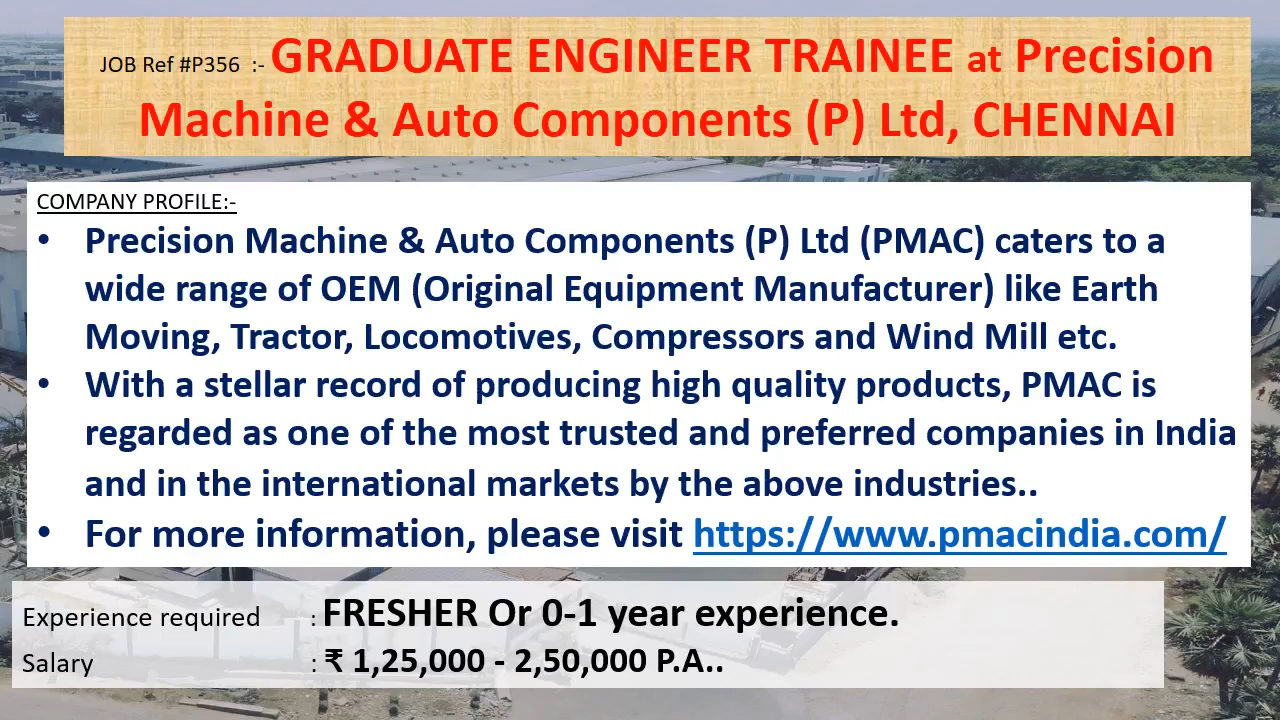 JOB Ref #P356 :- GRADUATE ENGINEER TRAINEE at Precision
Machine & Auto Components (P) Ltd, CHENNAI
COMPANY PROFILE:-
• Precision Machine & Auto Components (P) Ltd (PMAC) caters to a
wide range of OEM (Original Equipment Manufacturer) like Earth
Moving, Tractor, Locomotives, Compressors and Wind Mill etc.
• With a stellar record of producing high quality products, PMAC is
regarded as one of the most trusted and preferred companies in India
and in the international markets by the above industries..
• For more information, please visit https://www.pmacindia.com/
Experience required : FRESHER Or 0-1 year experience.
Salary : ₹ 1,25,000 - 2,50,000 P.A..